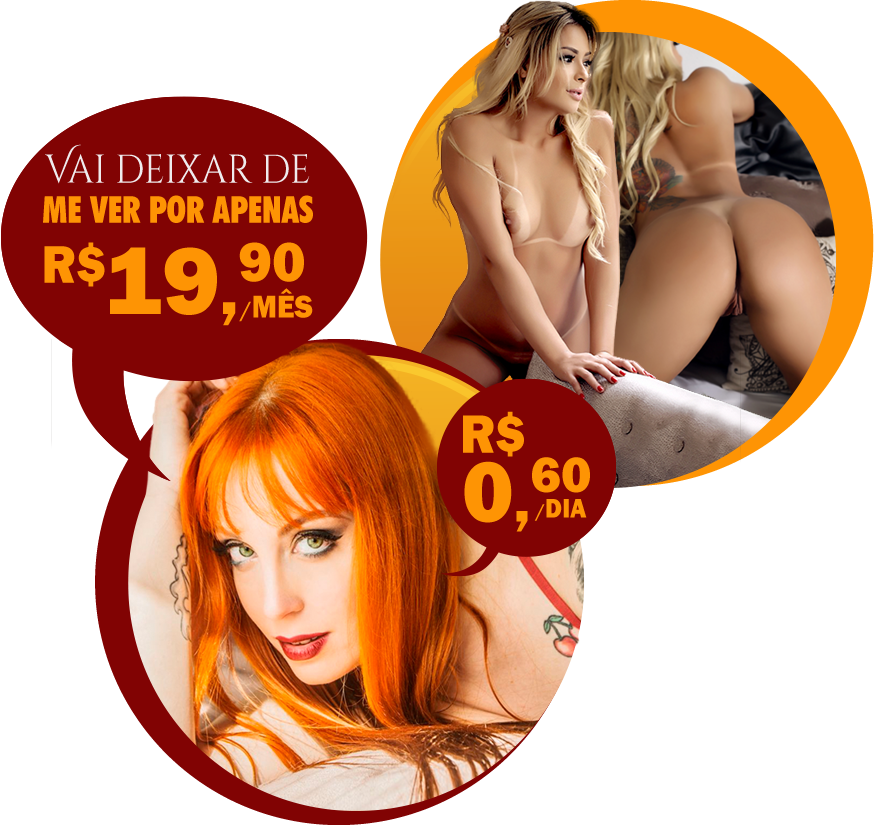 VAI DEIXAR DE
ME VER POR APENAS
R$19,90
/MÊS
R$
0,60
/DIA